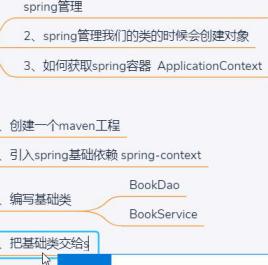 spring管理
2、spring管理我们的类的时候会创建对象
3、如何获取spring容器 ApplicationContext
、创建一个maven工程
、引入spring基础依赖 spring-context
、编写基础类
BookDao
BookService
、把基础类交给s